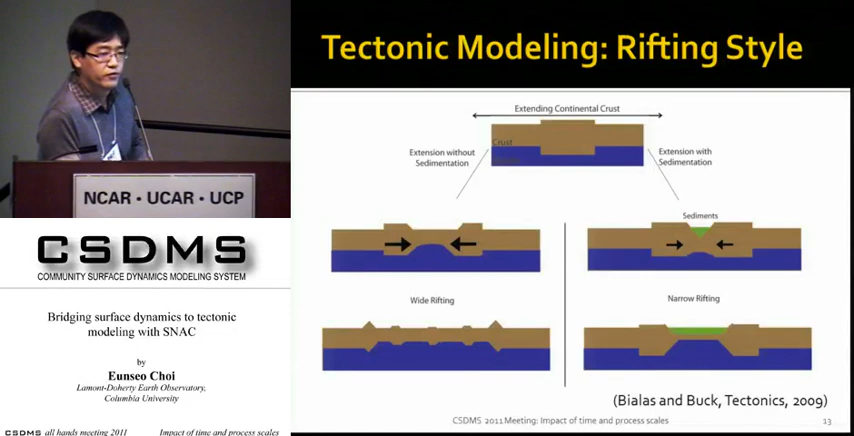 NCAR • UCAR • UCP
CSDMS
COMMUNITY SURFACE DYNAMICS MODELING SYSTEM
Bridging surface dynamics to tectonic
modeling with SNAC
by
Eunseo Choi
Lamont-Doherty Earth Observatory,
Columbia University
CSDMS all hands meeting 2011 Impact of time and process scales
Tectonic Modeling: Rifting Style
Extending Continental Crust
Crust
Extension without
Sedimentation
Extension with
Sedimentation
Sediments
Wide Rifting
Narrow Rifting
(Bialas and Buck, Tectonics, 2009)
CSDMS 2011 Meeting: Impact of time and process scales
13